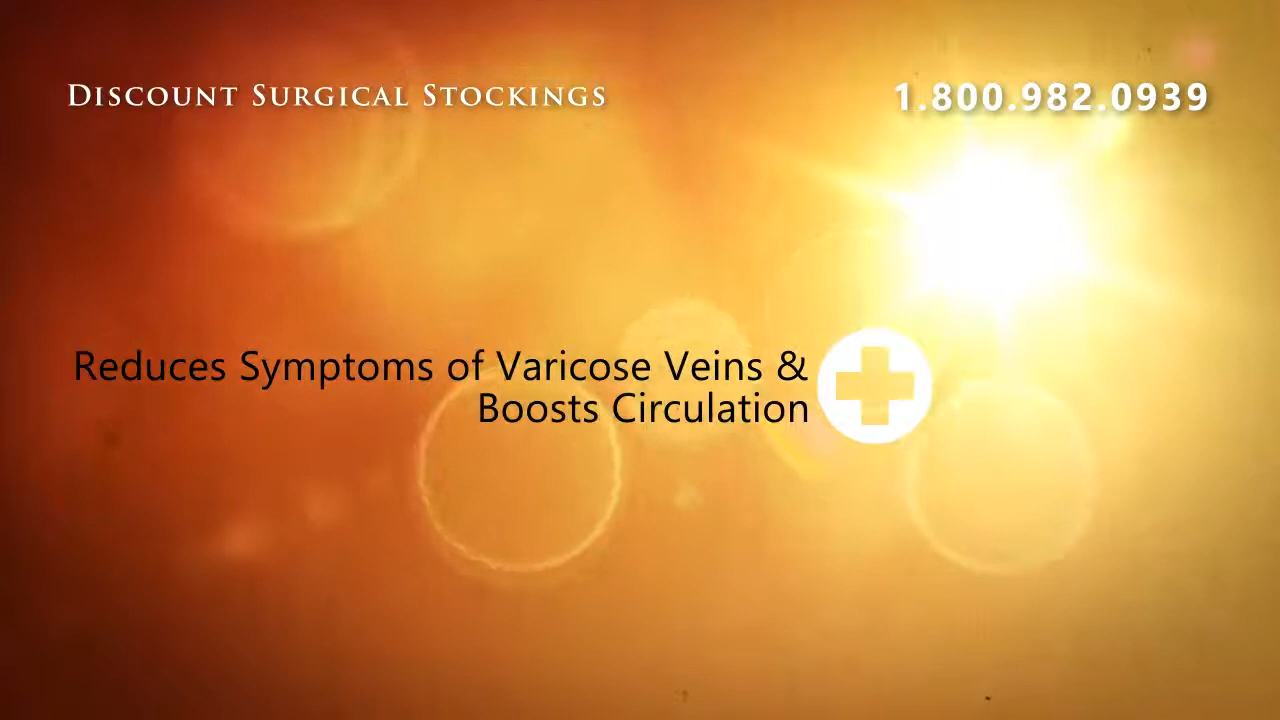 Discount Surgical Stockings
1.800.982.0939
Reduces Symptoms of Varicose Veins &
Boosts Circulation